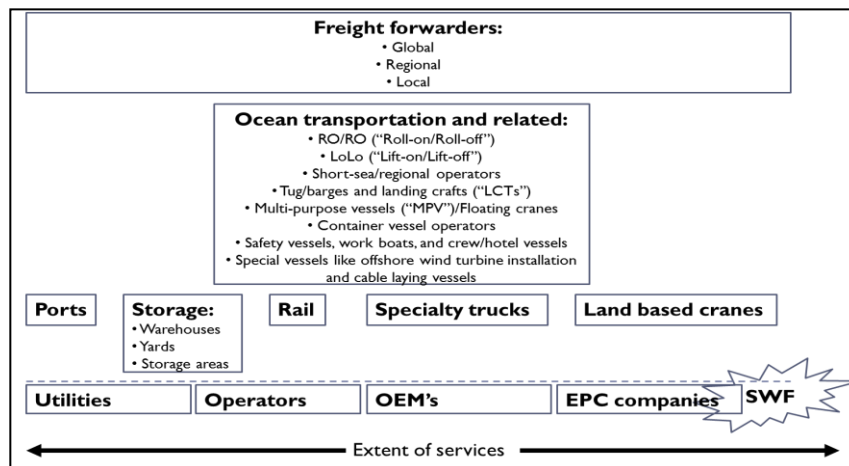 Freight forwarders:
• Global
• Regional
• Local
Ocean transportation and related:
• RO/RO (“Roll-on/Roll-off”)
• LoLo (“Lift-on/Lift-off”)
• Short-sea/regional operators
• Tug/barges and landing crafts (“LCTs”)
• Multi-purpose vessels (“MPV”)/Floating cranes
• Container vessel operators
• Safety vessels, work boats, and crew/hotel vessels
• Special vessels like offshore wind turbine installation
and cable laying vessels
Ports
Storage:
• Warehouses
• Yards
• Storage areas
Rail
Specialty trucks
Land based cranes
Utilities
Operators
OEM's
EPC companies
SWF
Extent of services